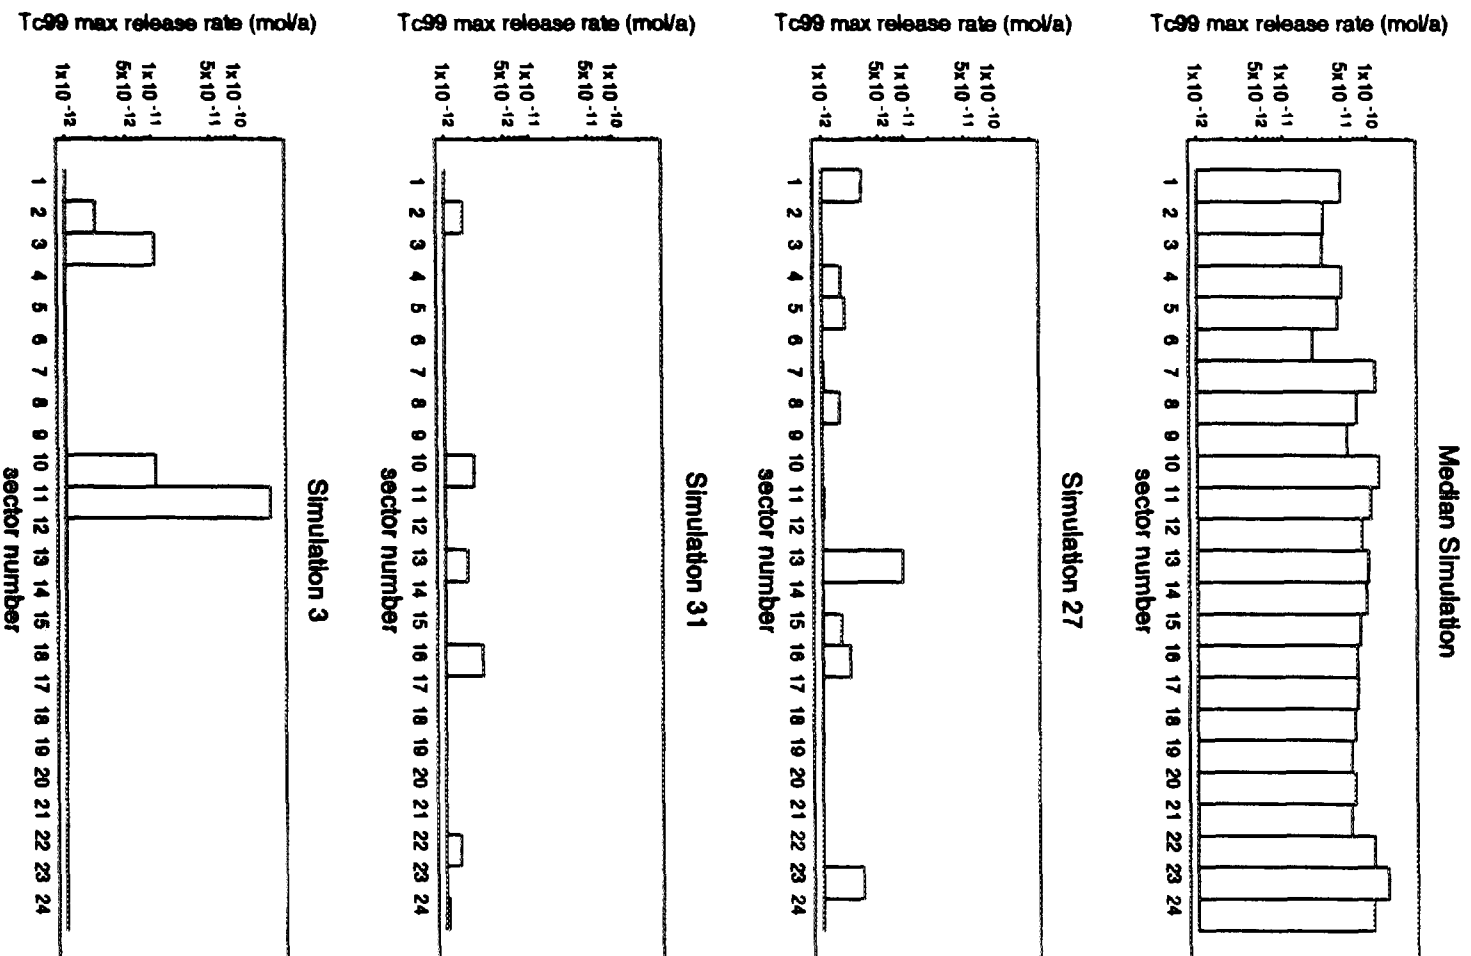 Median Simulation
Tc99 max release rate (mol/a)
1x10 -10
5x10 -11
1x10 -11
5x10 -12
1x10 -12
1 2 3 4 5 6 7 8 9 10 11 12 13 14 15 16 17 18 19 20 21 22 23 24
sector number
Simulation 27
Tc99 max release rate (mol/a)
1x10 -10
5x10 -11
1x10 -11
5x10 -12
1x10 -12
1 2 3 4 5 6 7 8 9 10 11 12 13 14 15 16 17 18 19 20 21 22 23 24
sector number
Simulation 31
Tc99 max release rate (mol/a)
1x10 -10
5x10 -11
1x10 -11
5x10 -12
1x10 -12
1 2 3 4 5 6 7 8 9 10 11 12 13 14 15 16 17 18 19 20 21 22 23 24
sector number
Simulation 3
Tc99 max release rate (mol/a)
1x10 -10
5x10 -11
1x10 -11
5x10 -12
1x10 -12
1 2 3 4 5 6 7 8 9 10 11 12 13 14 15 16 17 18 19 20 21 22 23 24
sector number